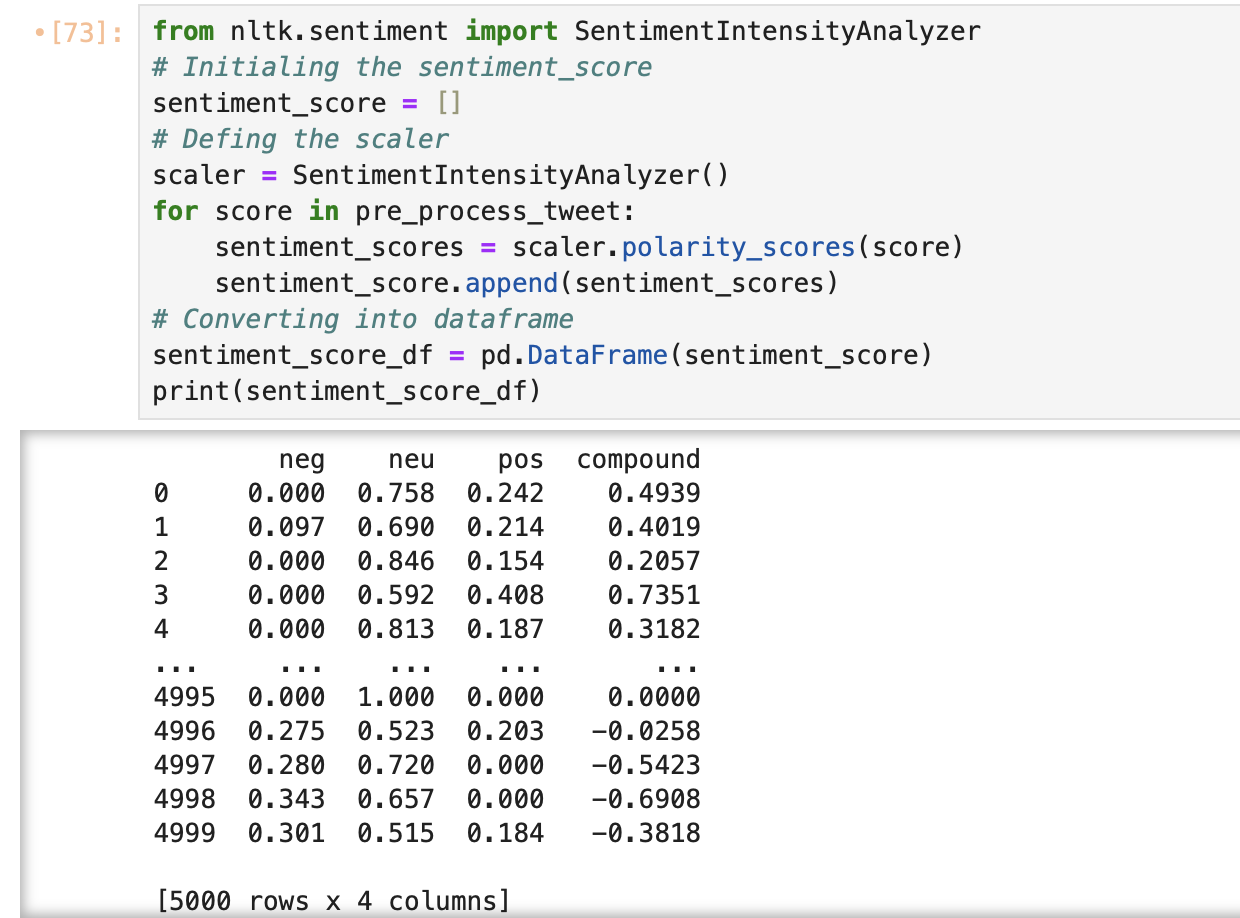 •[73]:
from nltk.sentiment import SentimentIntensityAnalyzer
# Initialing the sentiment_score
sentiment_score = []
# Defing the scaler
scaler = SentimentIntensityAnalyzer()
for score in pre_process_tweet:
    sentiment_scores = scaler.polarity_scores(score)
    sentiment_score.append(sentiment_scores)
# Converting into dataframe
sentiment_score_df = pd.DataFrame(sentiment_score)
print(sentiment_score_df)
        neg    neu    pos  compound
0     0.000  0.758  0.242    0.4939
1     0.097  0.690  0.214    0.4019
2     0.000  0.846  0.154    0.2057
3     0.000  0.592  0.408    0.7351
4     0.000  0.813  0.187    0.3182
...     ...    ...    ...       ...
4995  0.000  1.000  0.000    0.0000
4996  0.275  0.523  0.203   -0.0258
4997  0.280  0.720  0.000   -0.5423
4998  0.343  0.657  0.000   -0.6908
4999  0.301  0.515  0.184   -0.3818
[5000 rows x 4 columns]